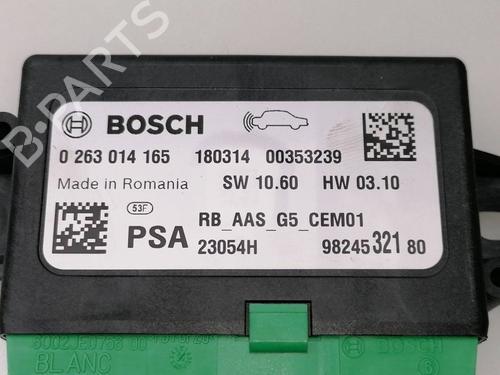 BOSCH
0 263 014 165 180314 00353239
Made in Romania SW 10.60 HW 03.10
53F PSA RB_AAS_G5_CEM01
23054H 98245 321 80
BOSCH
BLANC
B-PARTS